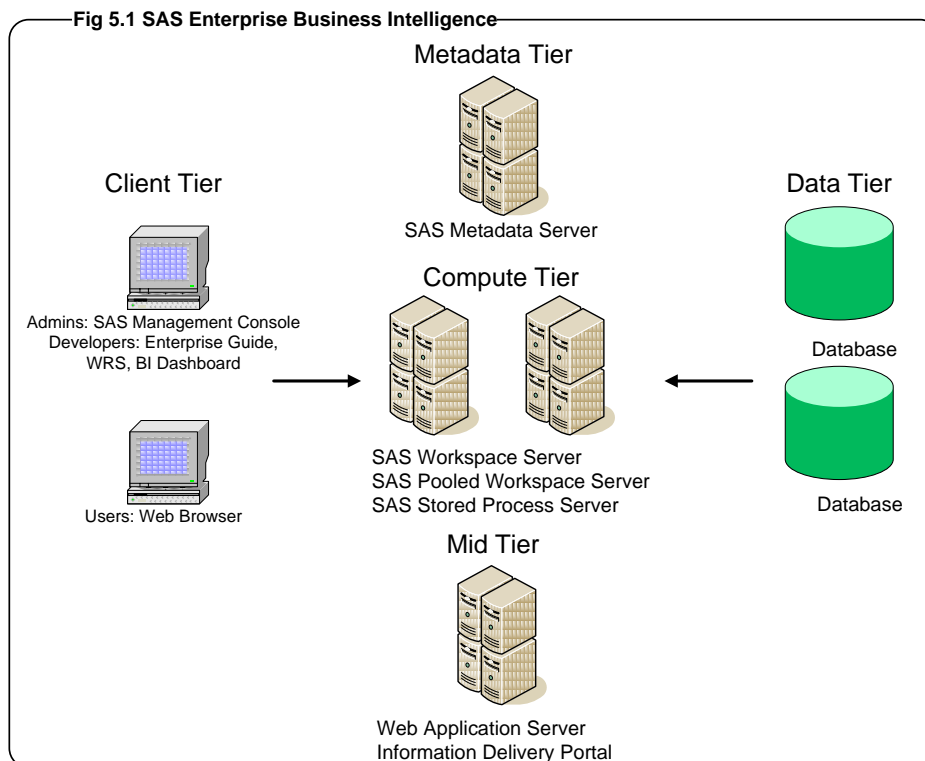 Fig 5.1 SAS Enterprise Business Intelligence
Metadata Tier
SAS Metadata Server
Client Tier
Admins: SAS Management Console
Developers: Enterprise Guide,
WRS, BI Dashboard
Users: Web Browser
Compute Tier
SAS Workspace Server
SAS Pooled Workspace Server
SAS Stored Process Server
Data Tier
Database
Database
Mid Tier
Web Application Server
Information Delivery Portal